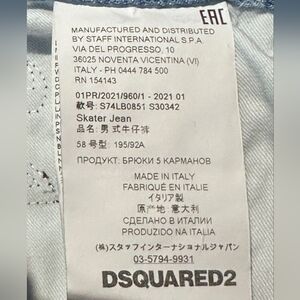 EAC
MANUFACTURED AND DISTRIBUTED
BY STAFF INTERNATIONAL S.P.A.
VIA DEL PROGRESSO, 10
36025 NOVENTA VICENTINA (VI)
ITALY - PH 0444 784 500
RN 154143
01PR/2021/960/1 - 2021 01
款号: S74LB0851 S30342
Skater Jean
品名: 男式牛仔裤
58 号型: 195/92A
ПРОДУКТ: БРЮКИ 5 КАРМАНОВ
MADE IN ITALY
FABRIQUÉ EN ITALIE
イタリア製
原产地: 意大利
СДЕЛАНО В ИТАЛИИ
PRODUZIDO NA ITALIA
(株)スタッフインターナショナルジャパン
03-5794-9931
DSQUARED2